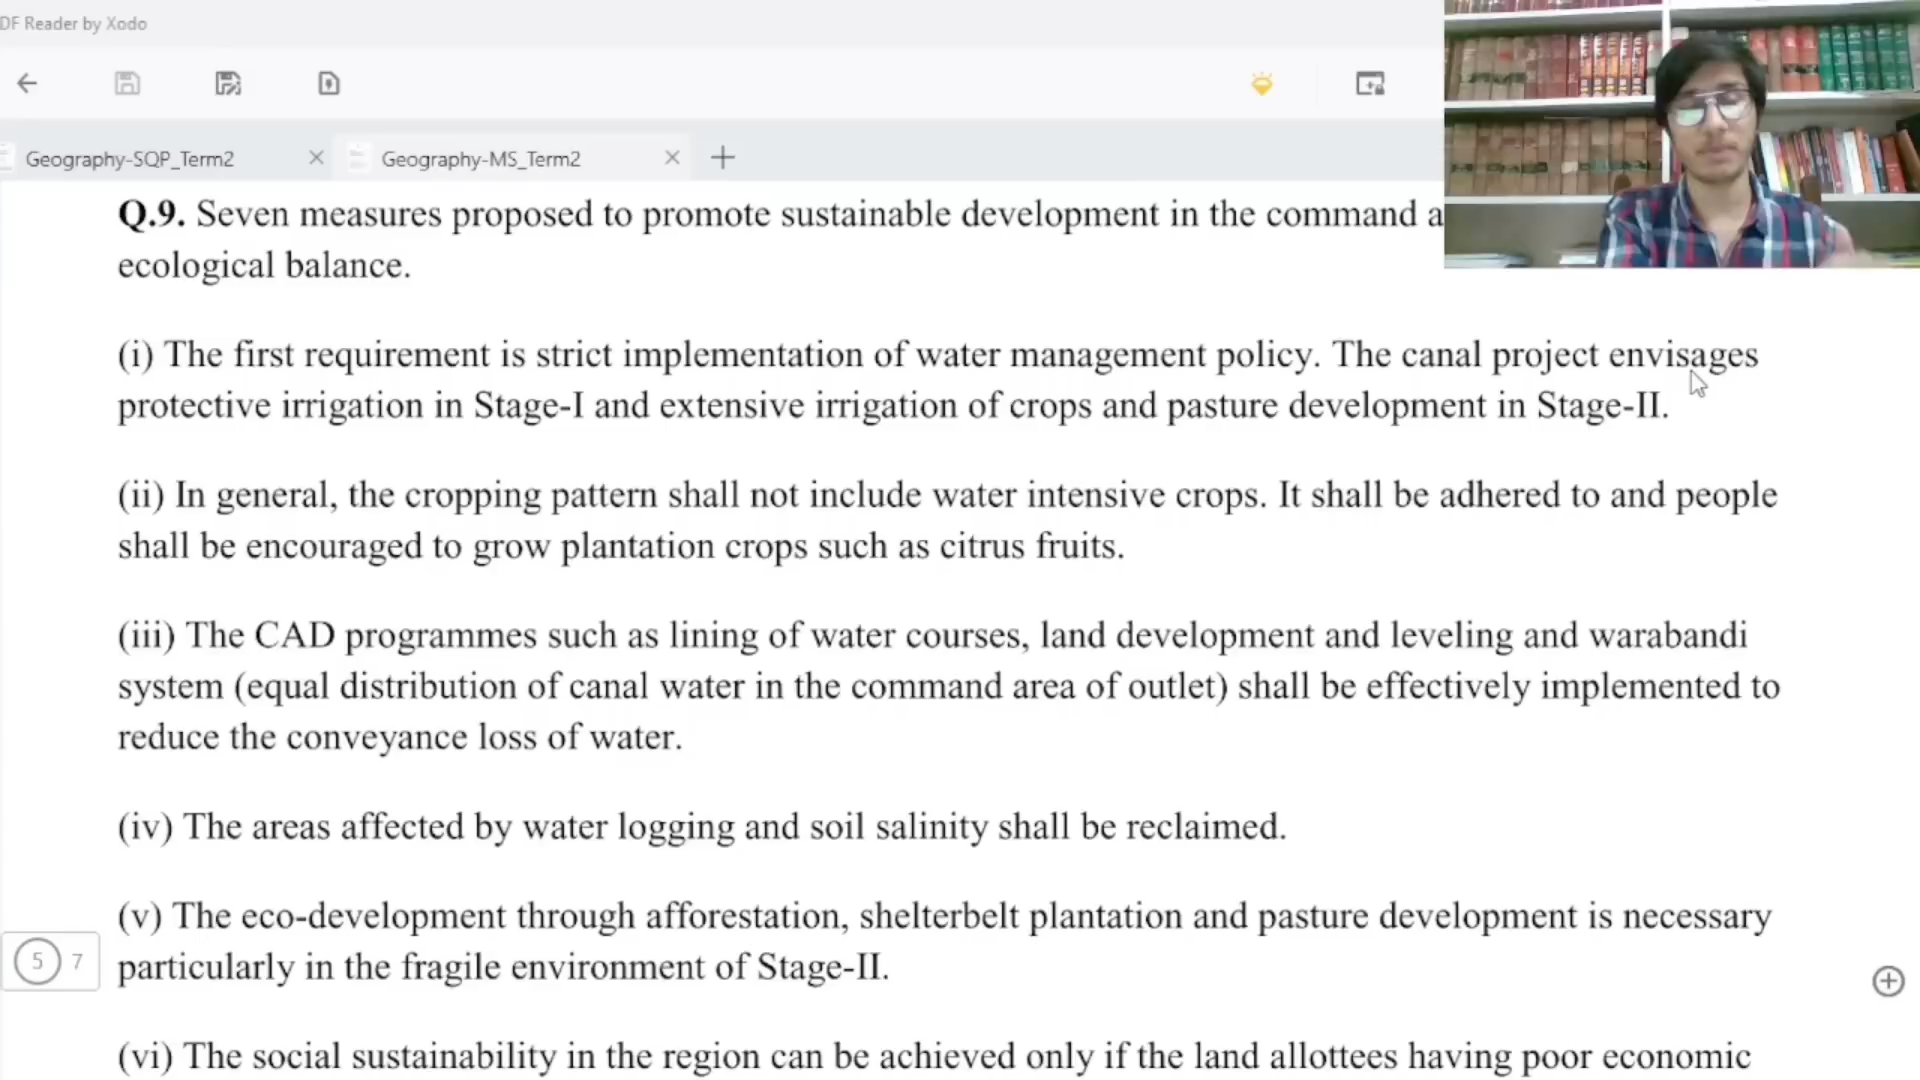 DF Reader by Xodo
Geography-SQP_Term2
Geography-MS_Term2
Q.9. Seven measures proposed to promote sustainable development in the command a
ecological balance.
(i) The first requirement is strict implementation of water management policy. The canal project envisages
protective irrigation in Stage-I and extensive irrigation of crops and pasture development in Stage-II.
(ii) In general, the cropping pattern shall not include water intensive crops. It shall be adhered to and people
shall be encouraged to grow plantation crops such as citrus fruits.
(iii) The CAD programmes such as lining of water courses, land development and leveling and warabandi
system (equal distribution of canal water in the command area of outlet) shall be effectively implemented to
reduce the conveyance loss of water.
(iv) The areas affected by water logging and soil salinity shall be reclaimed.
(v) The eco-development through afforestation, shelterbelt plantation and pasture development is necessary
particularly in the fragile environment of Stage-II.
5 7
(vi) The social sustainability in the region can be achieved only if the land allottees having poor economic